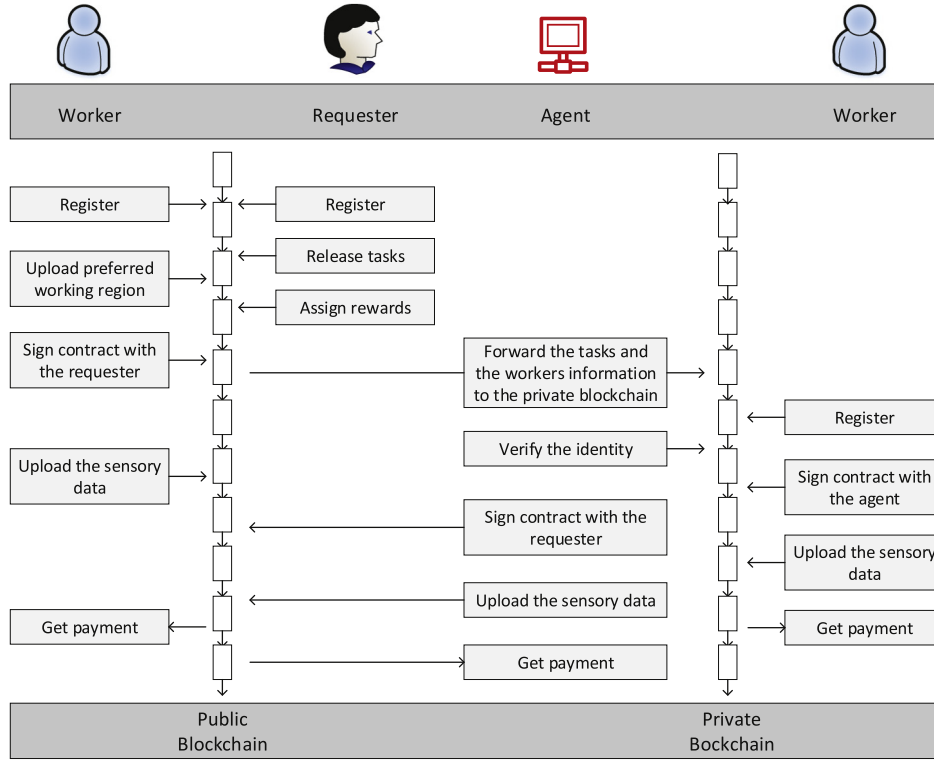 Worker
Requester
Agent
Worker
Register
Register
Release tasks
Upload preferred
working region
Assign rewards
Sign contract with
the requester
Forward the tasks and
the workers information
to the private blockchain
Register
Verify the identity
Upload the sensory
data
Sign contract with
the agent
Sign contract with the
requester
Upload the sensory
data
Upload the sensory data
Get payment
Get payment
Get payment
Public
Blockchain
Private
Bockchain